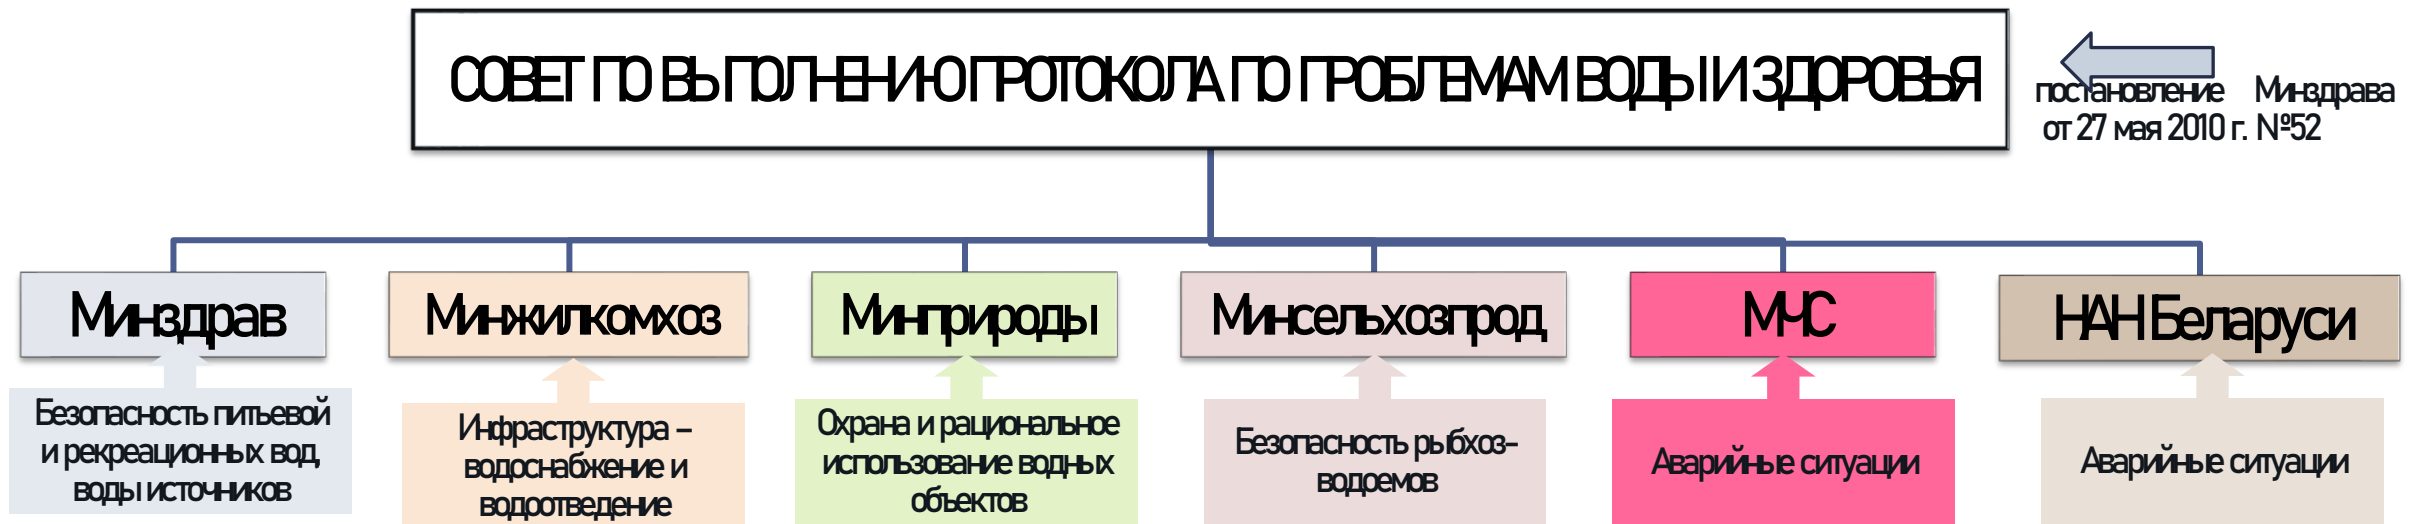 СОВЕТ ПО ВЫПОЛНЕНИЮ ПРОТОКОЛА ПО ПРОБЛЕМАМ ВОДЫ И ЗДОРОВЬЯ
постановление Минздрава
от 27 мая 2010 г. №52
Минздрав
Минжилкомхоз
Минприроды
Минсельхозпрод
МЧС
НАН Беларуси
Безопасность питьевой
и рекреационных вод,
воды источников
Инфраструктура –
водоснабжение и
водоотведение
Охрана и рациональное
использование водных
объектов
Безопасность рыбхоз-
водоемов
Аварийные ситуации
Аварийные ситуации